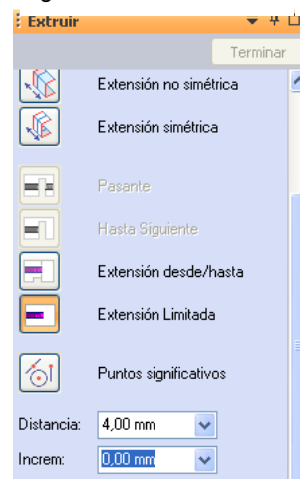 Extruir
Terminar
Extensión no simétrica
Extensión simétrica
Pasante
Hasta Siguiente
Extensión desde/hasta
Extensión Limitada
Puntos significativos
Distancia: 4,00 mm
Increm: 0,00 mm